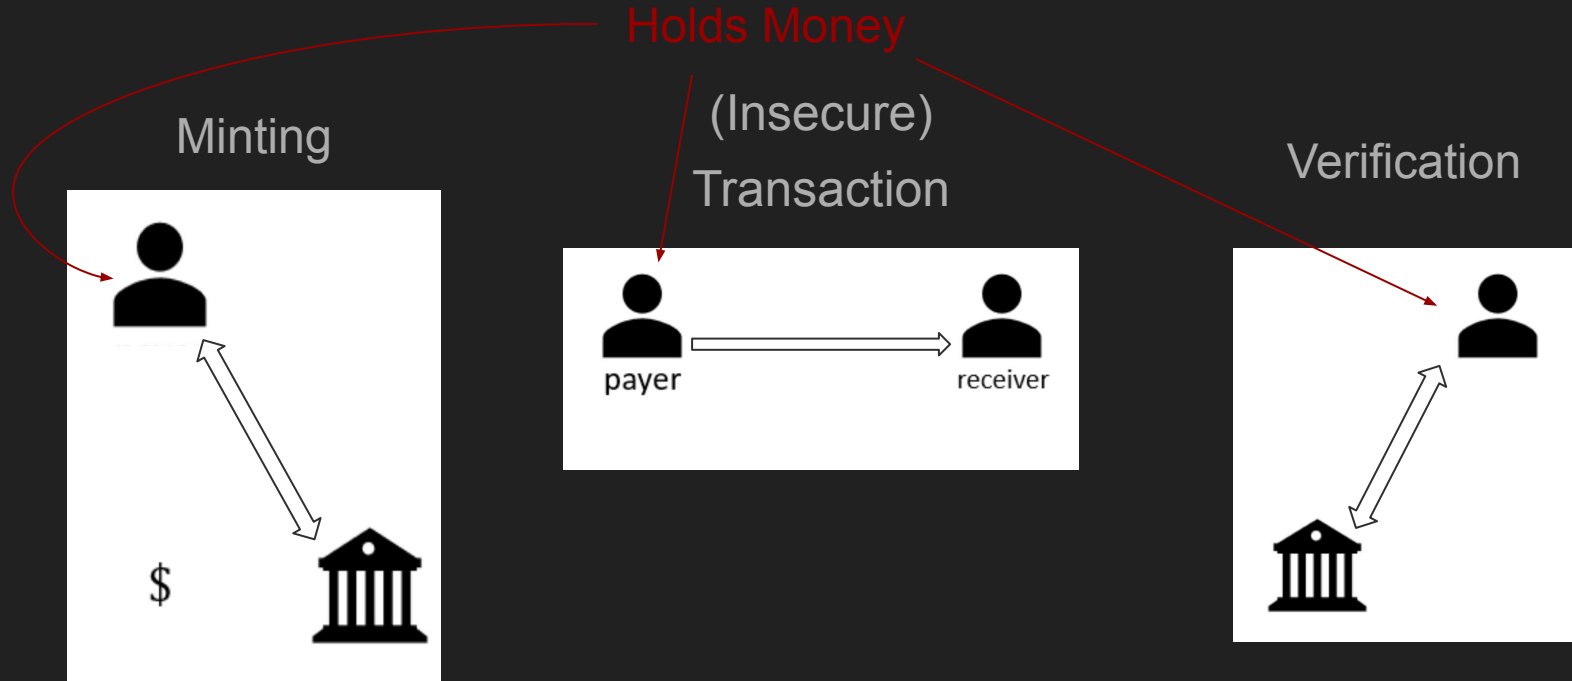 Holds Money
Minting
(Insecure)
Transaction
Verification
payer
receiver
$